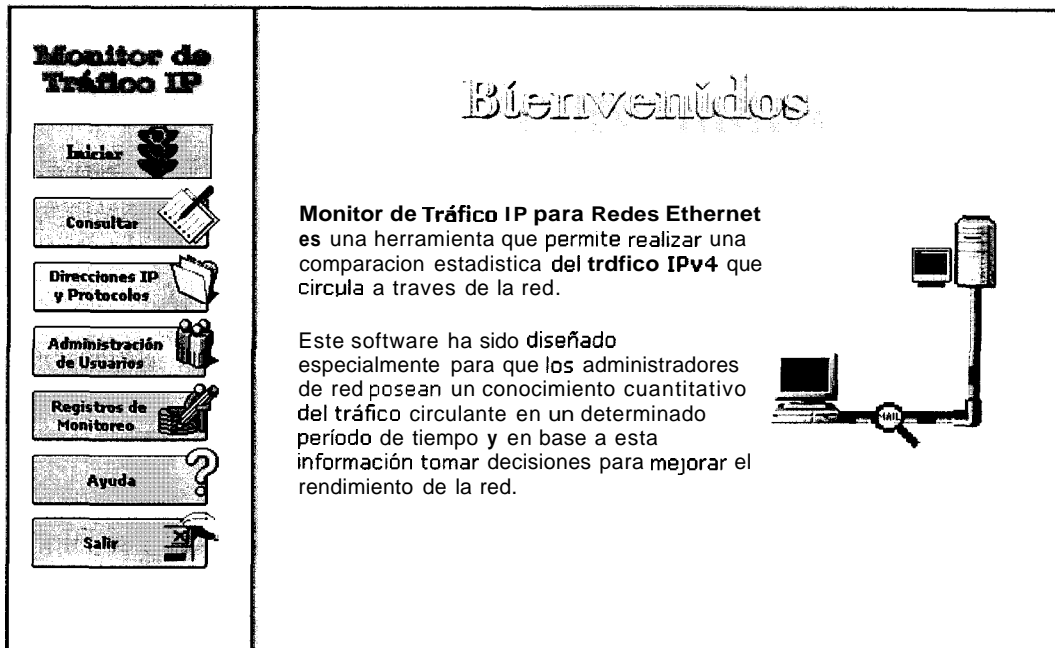 Monitor de
Tráfico IP
Iniciar
Consultar
Direcciones IP
y Protocolos
Administración
de Usuarios
Registros de
Monitoreo
Ayuda
Salir
Bienvenidos
Monitor de Tráfico IP para Redes Ethernet
es una herramienta que permite realizar una
comparacion estadistica del trdfico IPv4 que
circula a traves de la red.
Este software ha sido diseñado
especialmente para que los administradores
de red posean un conocimiento cuantitativo
del tráfico circulante en un determinado
período de tiempo y en base a esta
información tomar decisiones para mejorar el
rendimiento de la red.
MAIL